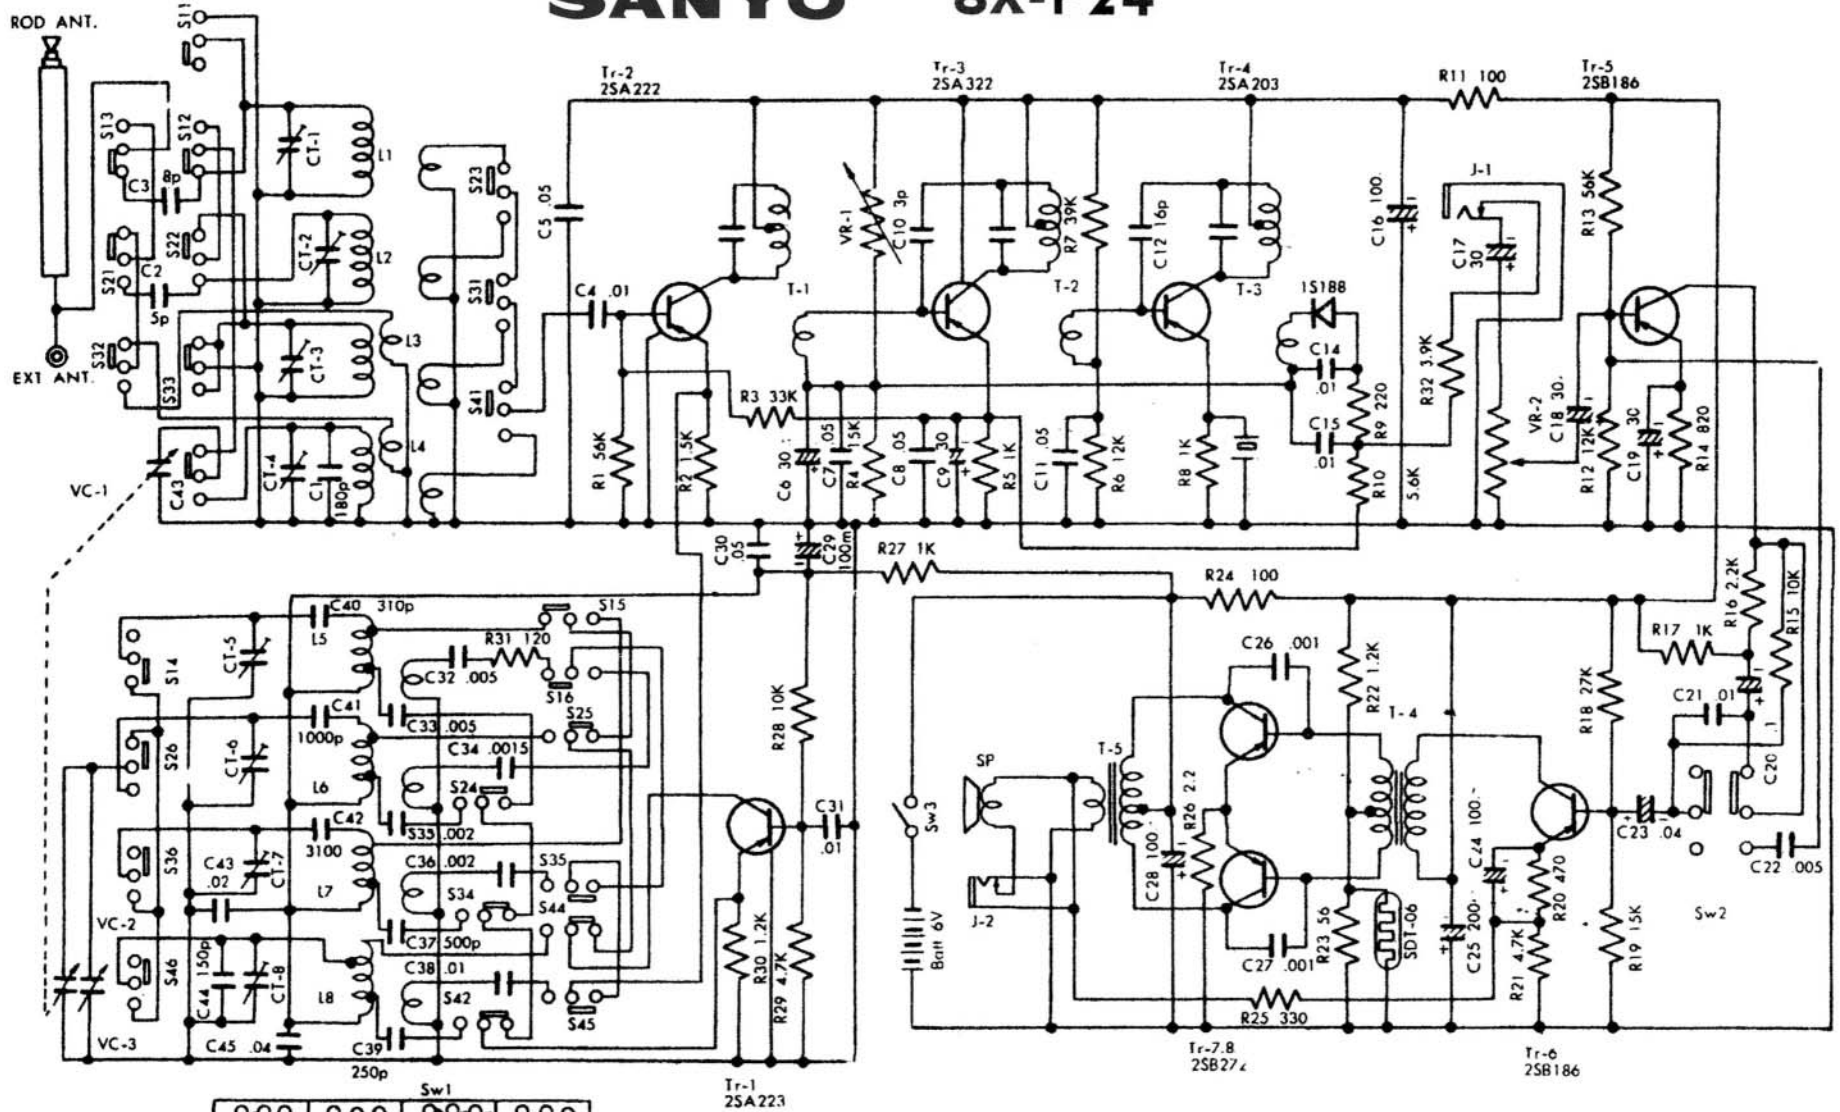 SANYO 8X-P24
ROD ANT.
S11
S13
S12
CT-1
L1
C3
8p
S22
CT-2
L2
S21
C2
5p
S32
S33
CT-3
L3
EXT ANT.
VC-1
C43
CT-4
C1
180p
L4
S23
S31
S41
Tr-2
2SA222
C5 .05
C4 .01
R1 56K
R2 1.5K
R3 33K
T-1
VR-1
Tr-3
2SA322
C10 3p
C6 30
C7 .05
R4 15K
C8 .05
C9 30
R5 1K
T-2
R7 39K
C11 .05
R6 12K
Tr-4
2SA203
C12 16p
T-3
R8 1K
1S188
C14
.01
C15
.01
R9 220
R10
5.6K
C16 100
R11 100
J-1
C17
30
R32 3.9K
VR-2
C18 30
Tr-5
2SB186
R13 56K
R12 12K
C19 30
R14 820
C30
.05
C29
100m
R27 1K
R24 100
R16 2.2K
R15 10K
R17 1K
C40 310p
L5
CT-5
S14
R31 120
S15
C32 .005
S16
C33 .005
S25
C41
1000p
C34 .0015
CT-6
S26
L6
S24
S35 .002
R28 10K
C42
3100
S36
C43
.02
CT-7
L7
C36 .002
S35
S34
S44
C37 500p
VC-2
S46
C44 150p
CT-8
L8
C38 .01
S42
S45
VC-3
C45 .04
C39
250p
C31
.01
R30 1.2K
R29 4.7K
Tr-1
2SA223
Sw1
Sw3
Batt 6V
SP
J-2
T-5
C28 100
R26 2.2
C26 .001
C27 .001
R22 1.2K
T-4
R23 56
SDT-06
R25 330
Tr-7.8
2SB272
C24 100
C25 200
R20 470
R21 4.7K
Tr-6
2SB186
R18 27K
R19 15K
C23 .04
C21 .01
C20 .1
C22 .005
Sw2